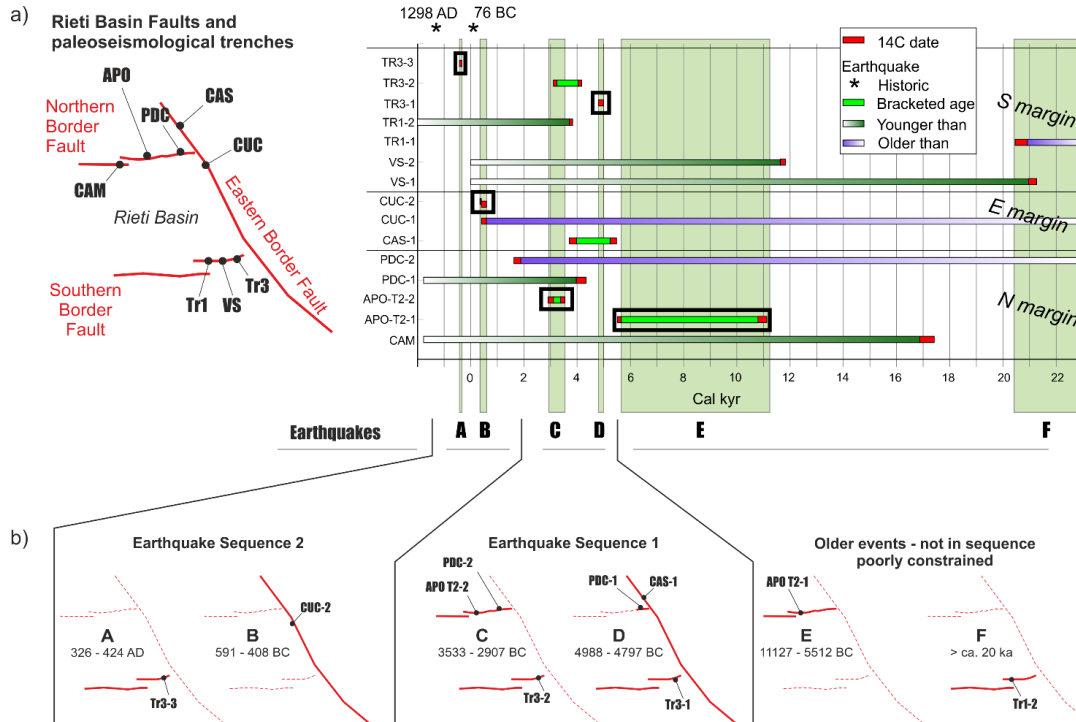 a)
Rieti Basin Faults and
paleoseismological trenches
APO
CAS
Northern
Border
Fault
PDC
CUC
CAM
Rieti Basin
Eastern Border Fault
Tr3
Tr1
VS
Southern
Border
Fault
1298 AD
76 BC
* *
TR3-3
TR3-2
TR3-1
TR1-2
TR1-1
VS-2
VS-1
CUC-2
CUC-1
CAS-1
PDC-2
PDC-1
APO-T2-2
APO-T2-1
CAM
14C date
Earthquake
* Historic
Bracketed age
Younger than
Older than
S margin
E margin
N margin
0 2 4 6 8 10 12 14 16 18 20 22
Cal kyr
Earthquakes
A B C D E F
b)
Earthquake Sequence 2
A
326 - 424 AD
Tr3-3
B
591 - 408 BC
CUC-2
Earthquake Sequence 1
PDC-2
APO T2-2
C
3533 - 2907 BC
Tr3-2
CAS-1
PDC-1
D
4988 - 4797 BC
Tr3-1
Older events - not in sequence
poorly constrained
APO T2-1
E
11127 - 5512 BC
F
> ca. 20 ka
Tr1-2